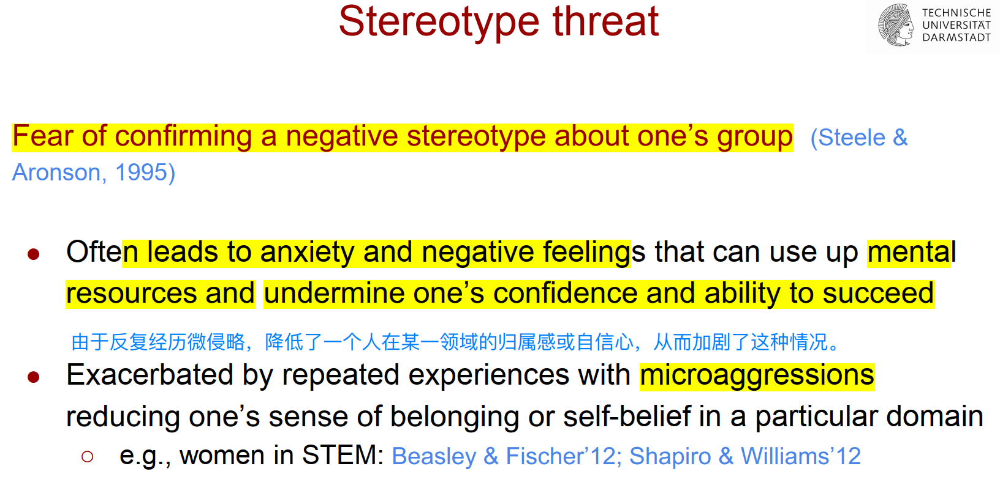 Stereotype threat
TECHNISCHE
UNIVERSITÄT
DARMSTADT
Fear of confirming a negative stereotype about one’s group (Steele &
Aronson, 1995)
● Often leads to anxiety and negative feelings that can use up mental
resources and undermine one’s confidence and ability to succeed
由于反复经历微侵略，降低了一个人在某一领域的归属感或自信心，从而加剧了这种情况。
● Exacerbated by repeated experiences with microaggressions
reducing one’s sense of belonging or self-belief in a particular domain
○ e.g., women in STEM: Beasley & Fischer’12; Shapiro & Williams’12